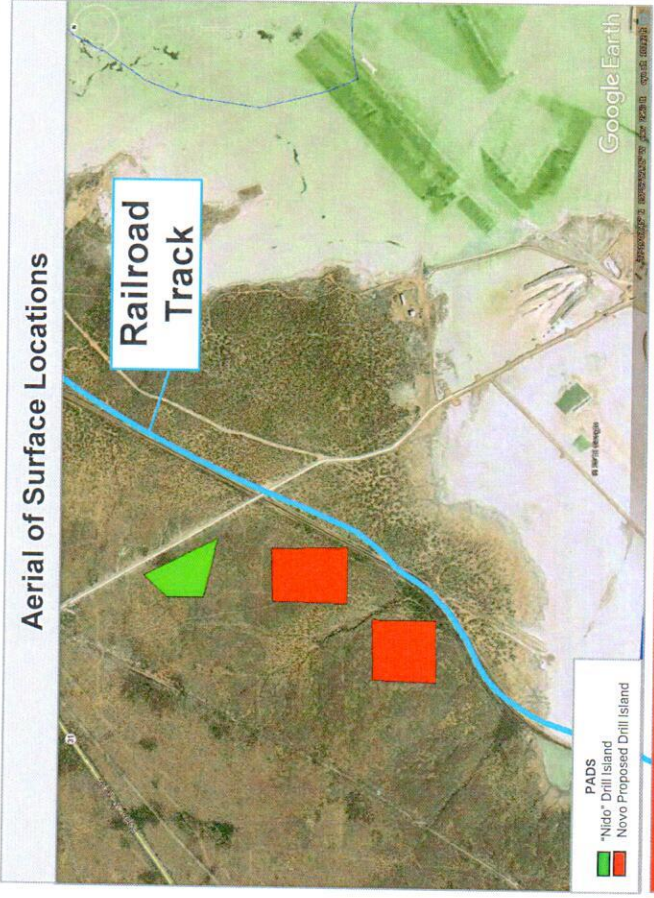 Aerial of Surface Locations
Railroad
Track
PADS
"Nido" Drill Island
Novo Proposed Drill Island
Google Earth